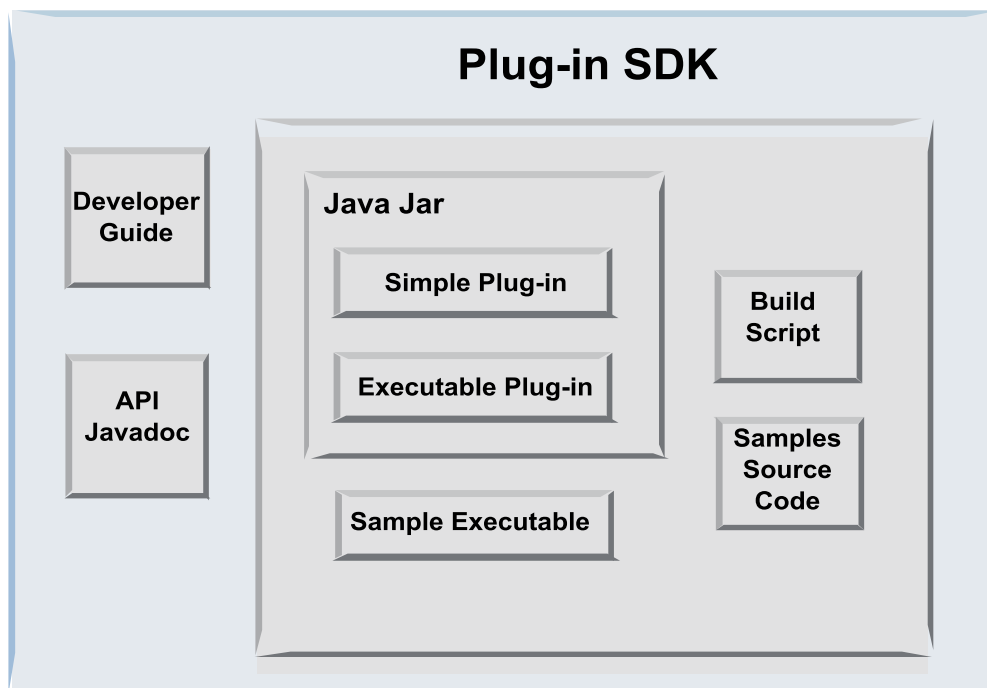 Plug-in SDK
Developer
Guide
API
Javadoc
Java Jar
Simple Plug-in
Executable Plug-in
Sample Executable
Build
Script
Samples
Source
Code